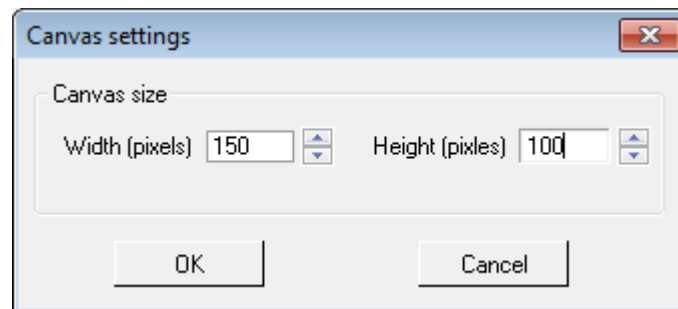 Canvas settings
Canvas size
Width (pixels) 150 Height (pixles) 100
OK Cancel